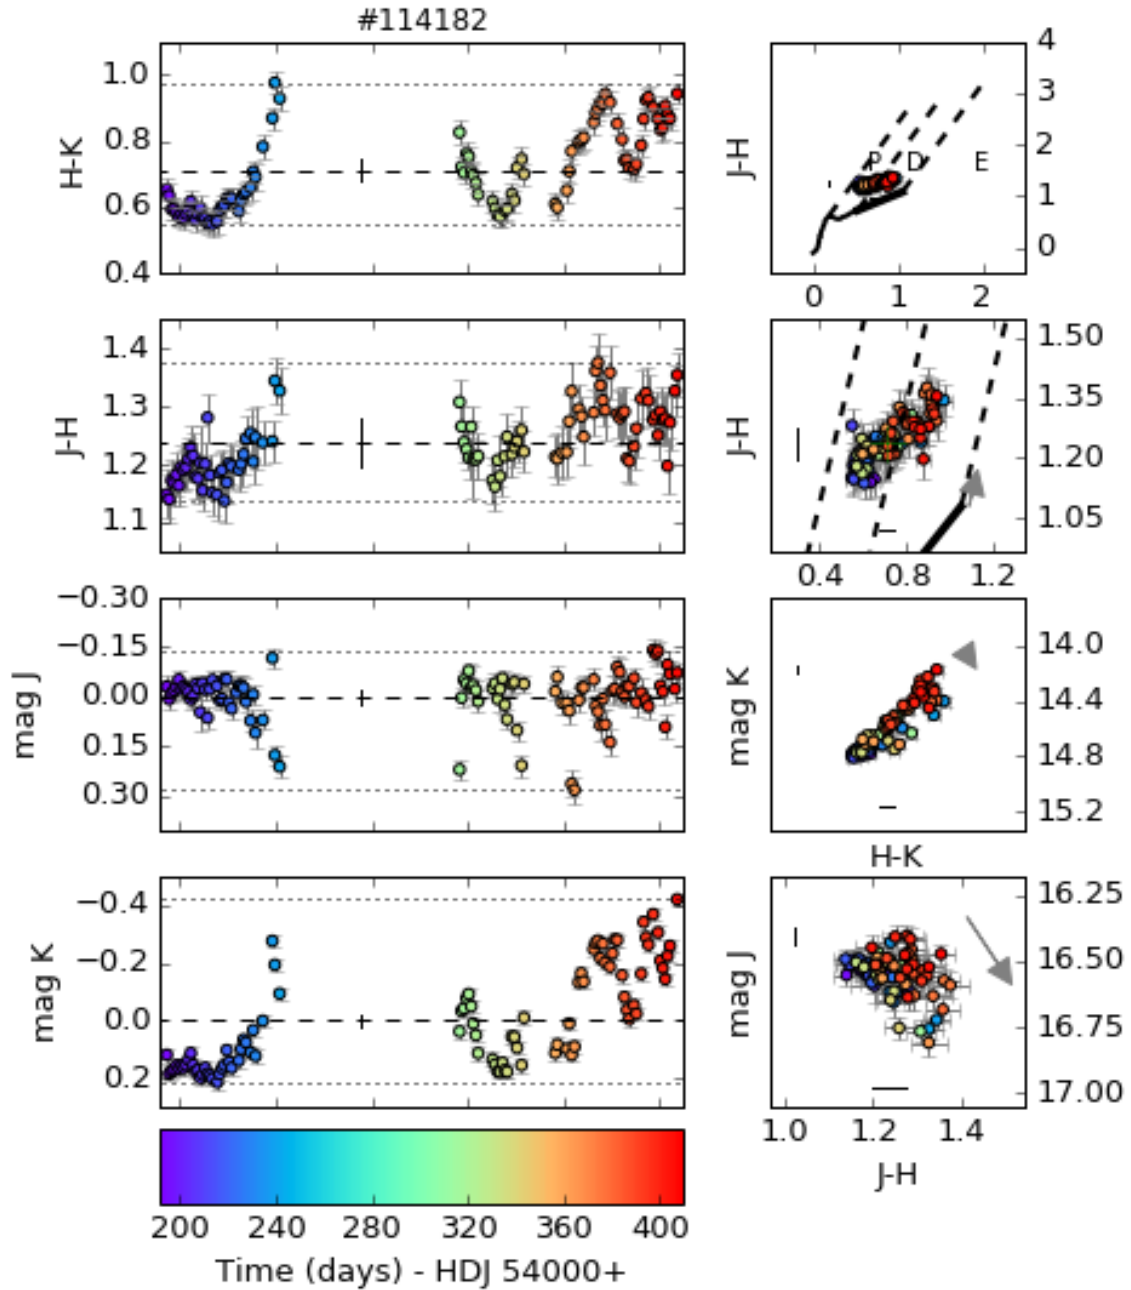 #114182
H-K
1.0
0.8
0.6
0.4
J-H
4
3
2
1
0
P D E
0 1 2
J-H
1.4
1.3
1.2
1.1
J-H
1.50
1.35
1.20
1.05
0.4 0.8 1.2
mag J
−0.30
−0.15
0.00
0.15
0.30
mag K
14.0
14.4
14.8
15.2
H-K
mag K
−0.4
−0.2
0.0
0.2
mag J
16.25
16.50
16.75
17.00
1.0 1.2 1.4
J-H
200 240 280 320 360 400
Time (days) - HDJ 54000+